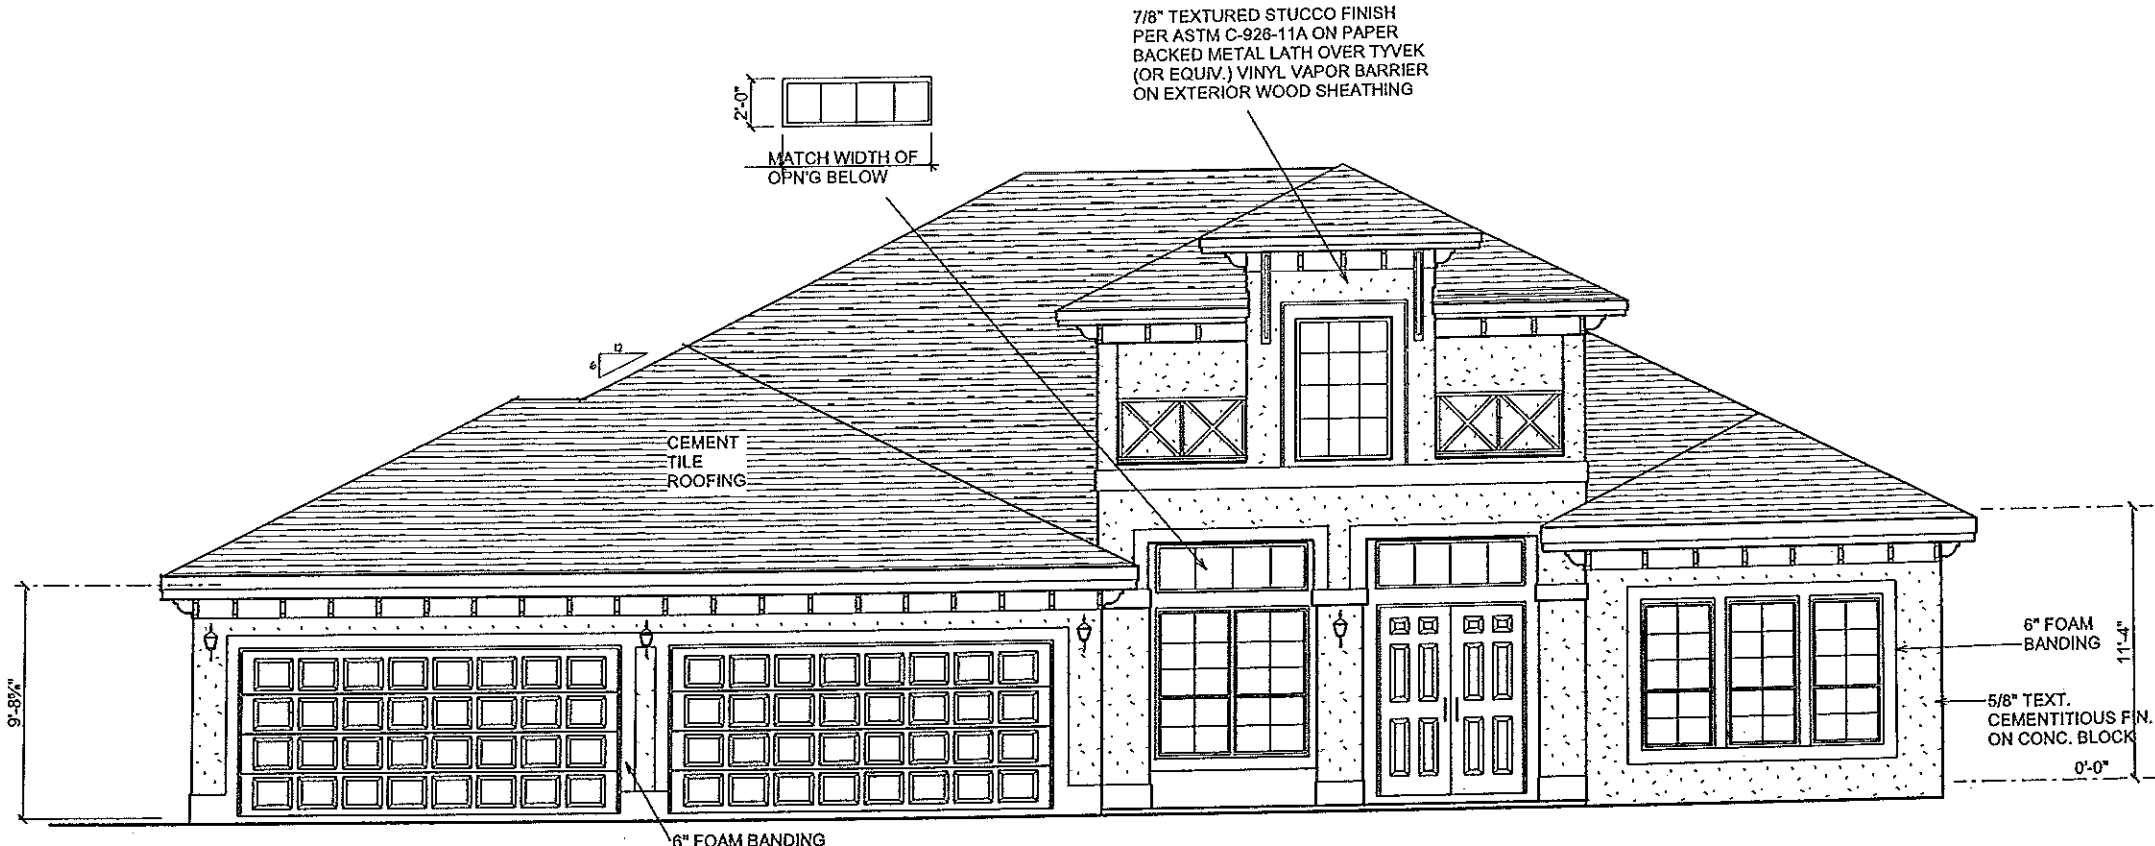 7/8" TEXTURED STUCCO FINISH
PER ASTM C-926-11A ON PAPER
BACKED METAL LATH OVER TYVEK
(OR EQUIV.) VINYL VAPOR BARRIER
ON EXTERIOR WOOD SHEATHING
2'-0"
MATCH WIDTH OF
OPN'G BELOW
12
6
CEMENT
TILE
ROOFING
9'-8⅝"
6" FOAM
BANDING
11'-4"
5/8" TEXT.
CEMENTITIOUS FIN.
ON CONC. BLOCK
0'-0"
6" FOAM BANDING